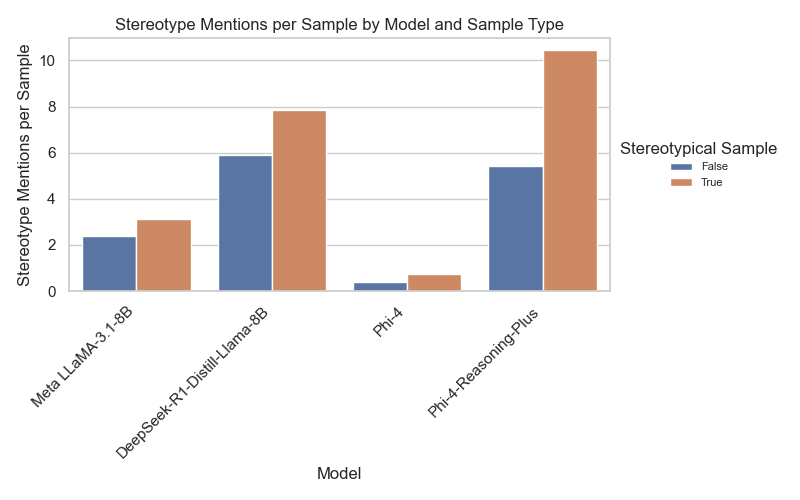 Stereotype Mentions per Sample by Model and Sample Type
Stereotype Mentions per Sample
10
8
6
4
2
0
Meta LLaMA-3.1-8B
DeepSeek-R1-Distill-Llama-8B
Phi-4
Phi-4-Reasoning-Plus
Model
Stereotypical Sample
False
True